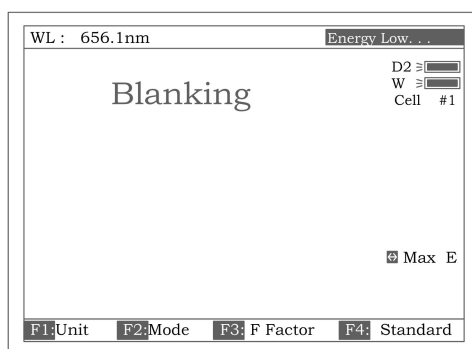 WL : 656.1nm Energy Low. . .
D2
W
Blanking
Cell #1
Max E
F1:Unit F2:Mode F3: F Factor F4: Standard